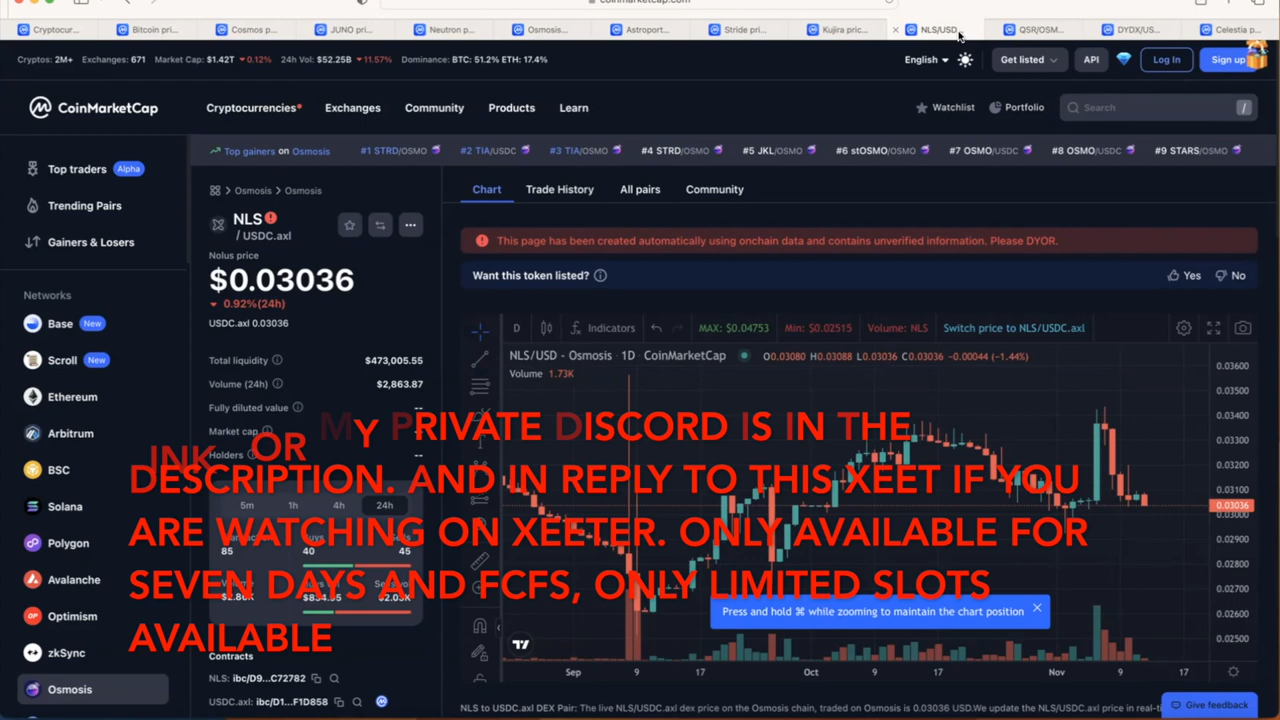 coinmarketcap.com
Cryptocur...
Bitcoin pri...
Cosmos p...
JUNO pri...
Neutron p...
Osmosis...
Astroport...
Stride pri...
Kujira pric...
NLS/USD...
QSR/OSM...
DYDX/US...
Celestia p...
Cryptos: 2M+ Exchanges: 671 Market Cap: $1.42T 0.12% 24h Vol: $52.25B 11.57% Dominance: BTC: 51.2% ETH: 17.4%
English Get listed API Log In Sign up
CoinMarketCap Cryptocurrencies Exchanges Community Products Learn Watchlist Portfolio Search /
Top traders Alpha
Trending Pairs
Gainers & Losers
Networks
Base New
Scroll New
Ethereum
Arbitrum
BSC
Solana
Polygon
Avalanche
Optimism
zkSync
Osmosis
Top gainers on Osmosis #1 STRD/OSMO #2 TIA/USDC #3 TIA/OSMO #4 STRD/OSMO #5 JKL/OSMO #6 stOSMO/OSMO #7 OSMO/USDC #8 OSMO/USDC #9 STARS/OSMO
Osmosis Osmosis
NLS
/ USDC.axl
Nolus price
$0.03036
0.92%(24h)
USDC.axl 0.03036
Total liquidity $473,005.55
Volume (24h) $2,863.87
Fully diluted value --
Market cap --
Holders --
5m 1h 4h 24h
85 40 45
$2.86K $834.95 $2.03K
Contracts
NLS: ibc/D9...C72782
USDC.axl: ibc/D1...F1D858
Chart Trade History All pairs Community
This page has been created automatically using onchain data and contains unverified information. Please DYOR.
Want this token listed? Yes No
D Indicators MAX: $0.04753 Min: $0.02515 Volume: NLS Switch price to NLS/USDC.axl
NLS/USD - Osmosis · 1D · CoinMarketCap O0.03080 H0.03088 L0.03036 C0.03036 -0.00044 (-1.44%)
Volume 1.73K
0.03600
0.03500
0.03400
0.03300
0.03200
0.03100
0.03036
0.03000
0.02900
0.02800
0.02700
0.02600
0.02500
Sep 9 17 Oct 9 17 Nov 9 17
Press and hold ⌘ while zooming to maintain the chart position
NLS to USDC.axl DEX Pair: The live NLS/USDC.axl dex price on the Osmosis chain, traded on Osmosis is 0.03036 USD.We update the NLS/USDC.axl price in real-ti
Give feedback
INK OR MY PRIVATE DISCORD IS IN THE
DESCRIPTION. AND IN REPLY TO THIS XEET IF YOU
ARE WATCHING ON XEETER. ONLY AVAILABLE FOR
SEVEN DAYS AND FCFS, ONLY LIMITED SLOTS
AVAILABLE